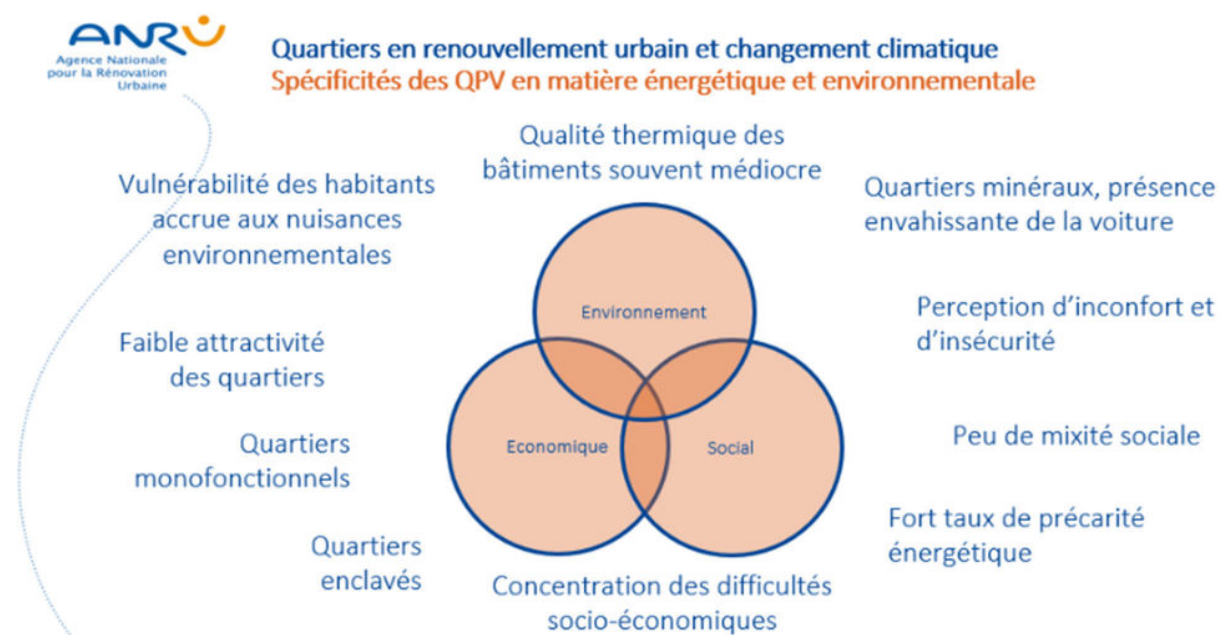 ANRU
Agence Nationale
pour la Rénovation
Urbaine
Quartiers en renouvellement urbain et changement climatique
Spécificités des QPV en matière énergétique et environnementale
Qualité thermique des
bâtiments souvent médiocre
Vulnérabilité des habitants
accrue aux nuisances
environnementales
Quartiers minéraux, présence
envahissante de la voiture
Environnement
Perception d’inconfort et
d’insécurité
Faible attractivité
des quartiers
Economique
Social
Peu de mixité sociale
Quartiers
monofonctionnels
Fort taux de précarité
énergétique
Quartiers
enclavés
Concentration des difficultés
socio-économiques